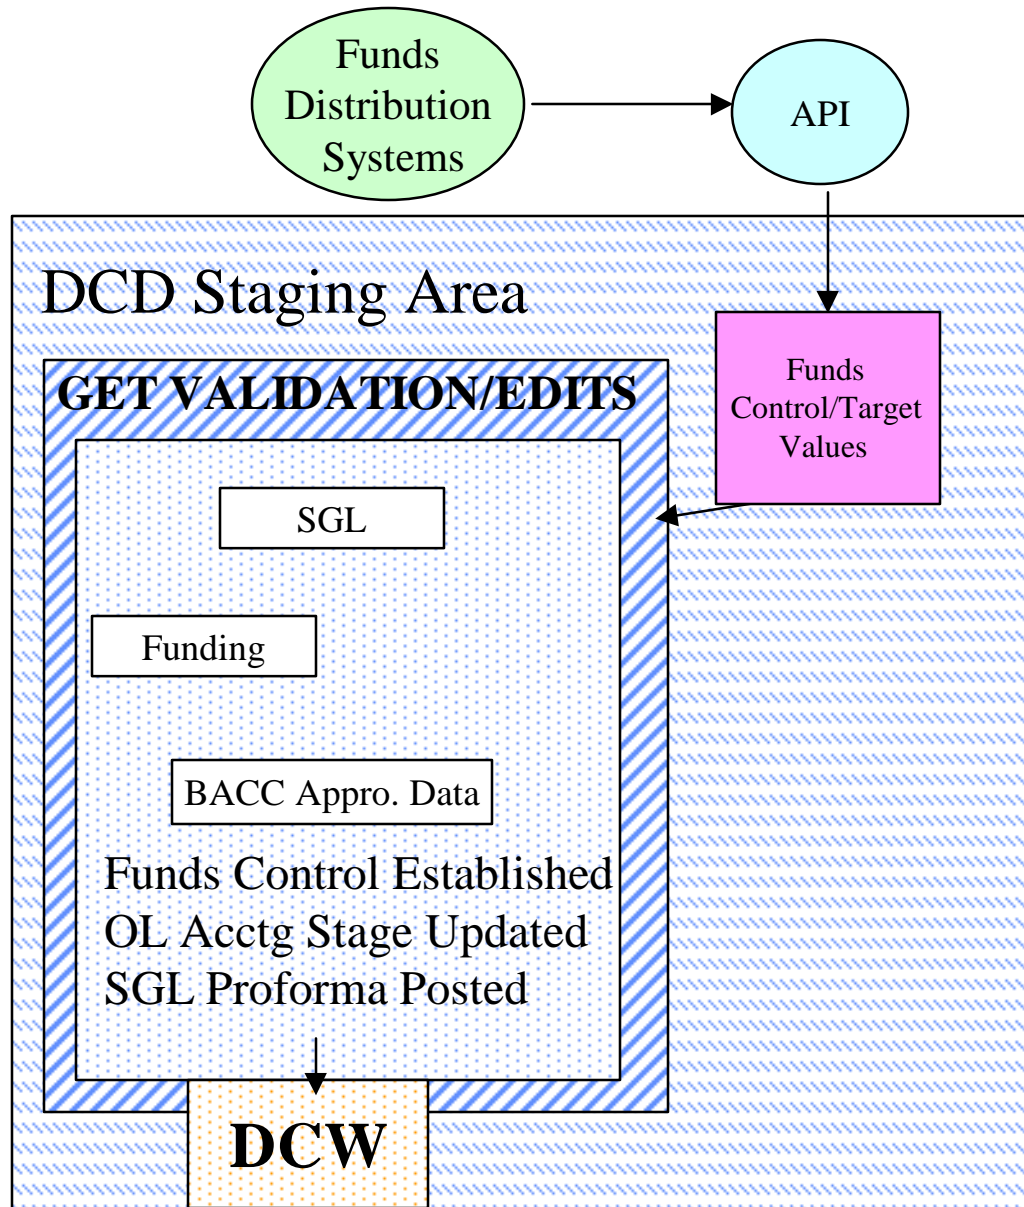 Funds
Distribution
Systems
API
DCD Staging Area
Funds
Control/Target
Values
GET VALIDATION/EDITS
SGL
Funding
BACC Appro. Data
Funds Control Established
OL Acctg Stage Updated
SGL Proforma Posted
DCW